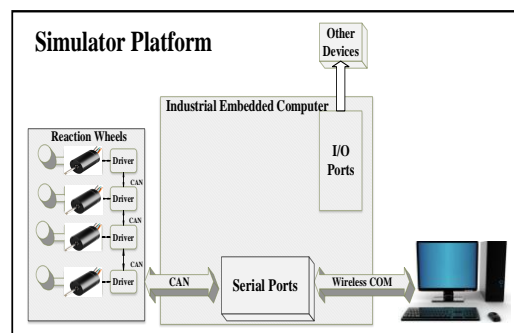 Simulator Platform
Other
Devices
Industrial Embedded Computer
Reaction Wheels
I/O
Ports
Driver
CAN
Driver
CAN
Driver
CAN
Driver
CAN
Serial Ports
Wireless COM